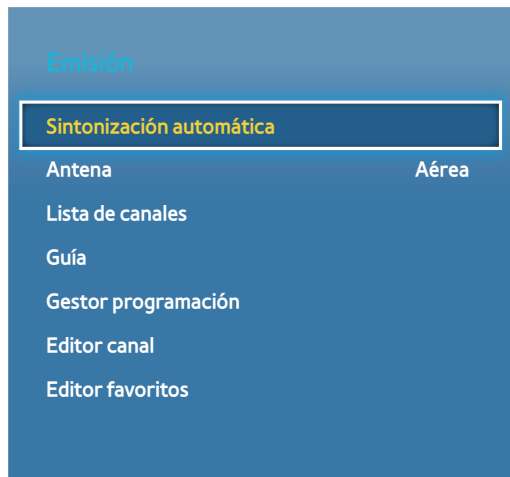 Emisión
Sintonización automática
Antena Aérea
Lista de canales
Guía
Gestor programación
Editor canal
Editor favoritos